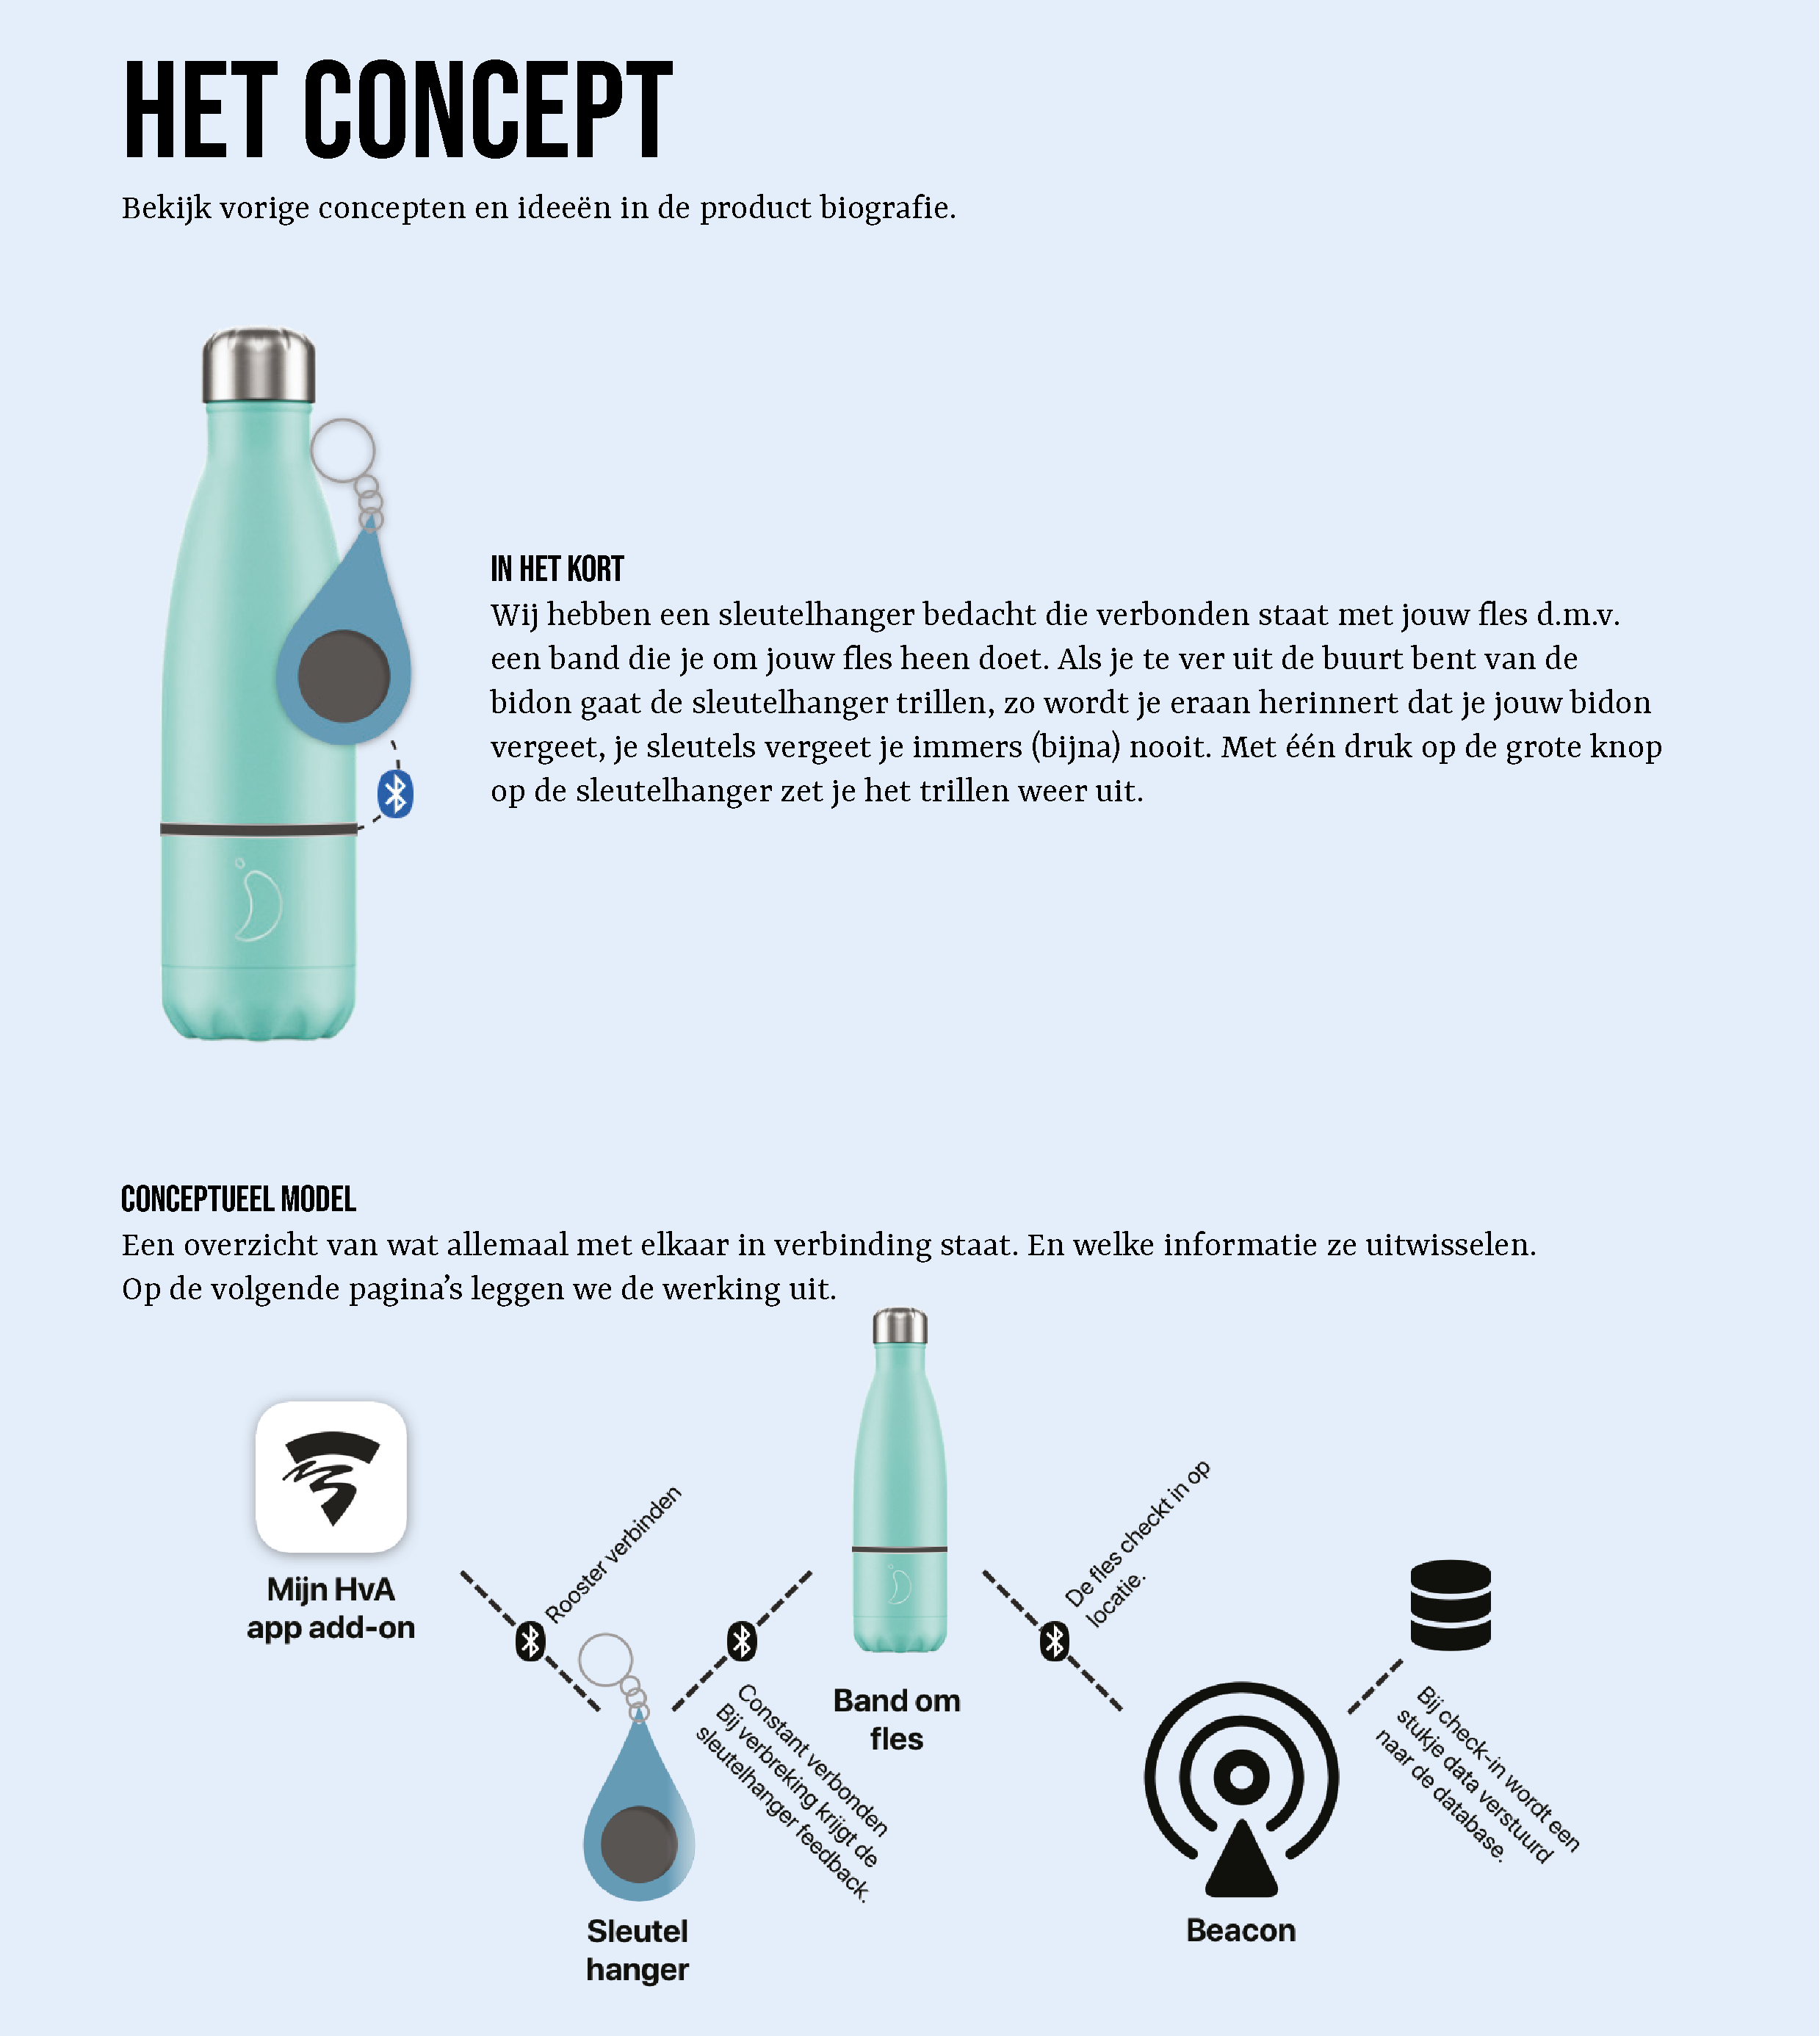 HET CONCEPT
Bekijk vorige concepten en ideeën in de product biografie.
IN HET KORT
Wij hebben een sleutelhanger bedacht die verbonden staat met jouw fles d.m.v.
een band die je om jouw fles heen doet. Als je te ver uit de buurt bent van de
bidon gaat de sleutelhanger trillen, zo wordt je eraan herinnert dat je jouw bidon
vergeet, je sleutels vergeet je immers (bijna) nooit. Met één druk op de grote knop
op de sleutelhanger zet je het trillen weer uit.
CONCEPTUEEL MODEL
Een overzicht van wat allemaal met elkaar in verbinding staat. En welke informatie ze uitwisselen.
Op de volgende pagina’s leggen we de werking uit.
Mijn HvA
app add-on
Rooster verbinden
Sleutel
hanger
Constant verbonden
Bij verbreking krijgt de
sleutelhanger feedback.
Band om
fles
De fles checkt in op
locatie.
Beacon
Bij check-in wordt een
stukje data verstuurd
naar de database.